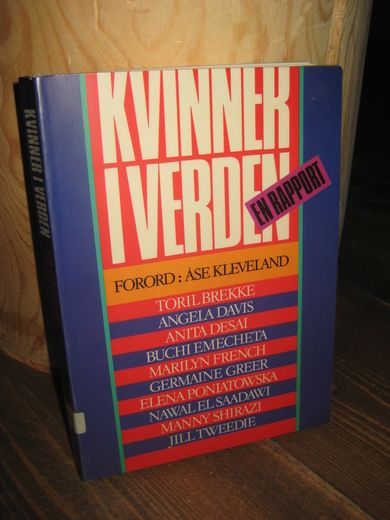 KVINNER
I VERDEN
EN RAPPORT
FORORD: ÅSE KLEVELAND
TORIL BREKKE
ANGELA DAVIS
ANITA DESAI
BUCHI EMECHETA
MARILYN FRENCH
GERMAINE GREER
ELENA PONIATOWSKA
NAWAL EL SAADAWI
MANNY SHIRAZI
JILL TWEEDIE
KVINNER I VERDEN